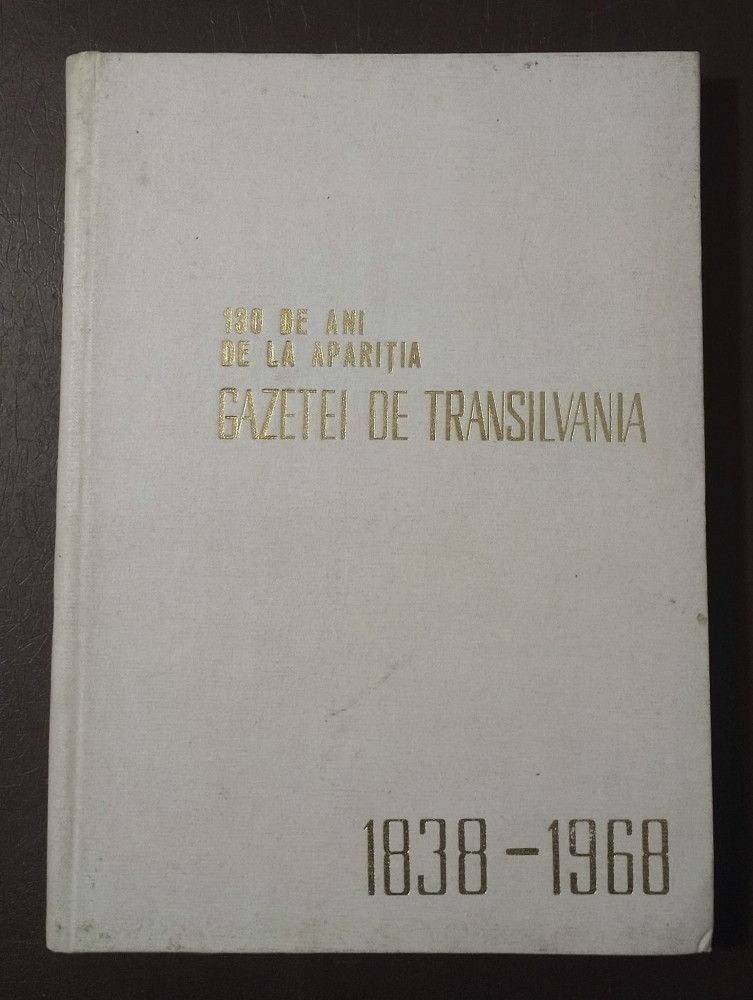 130 DE ANI
DE LA APARIȚIA
GAZETEI DE TRANSILVANIA
1838-1968